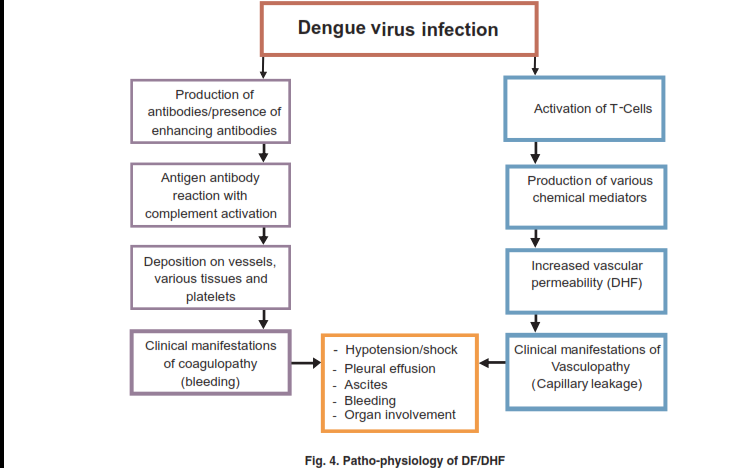 Dengue virus infection
Production of
antibodies/presence of
enhancing antibodies
Antigen antibody
reaction with
complement activation
Deposition on vessels,
various tissues and
platelets
Clinical manifestations
of coagulopathy
(bleeding)
Activation of T-Cells
Production of various
chemical mediators
Increased vascular
permeability (DHF)
Clinical manifestations of
Vasculopathy
(Capillary leakage)
- Hypotension/shock
- Pleural effusion
- Ascites
- Bleeding
- Organ involvement
Fig. 4. Patho-physiology of DF/DHF